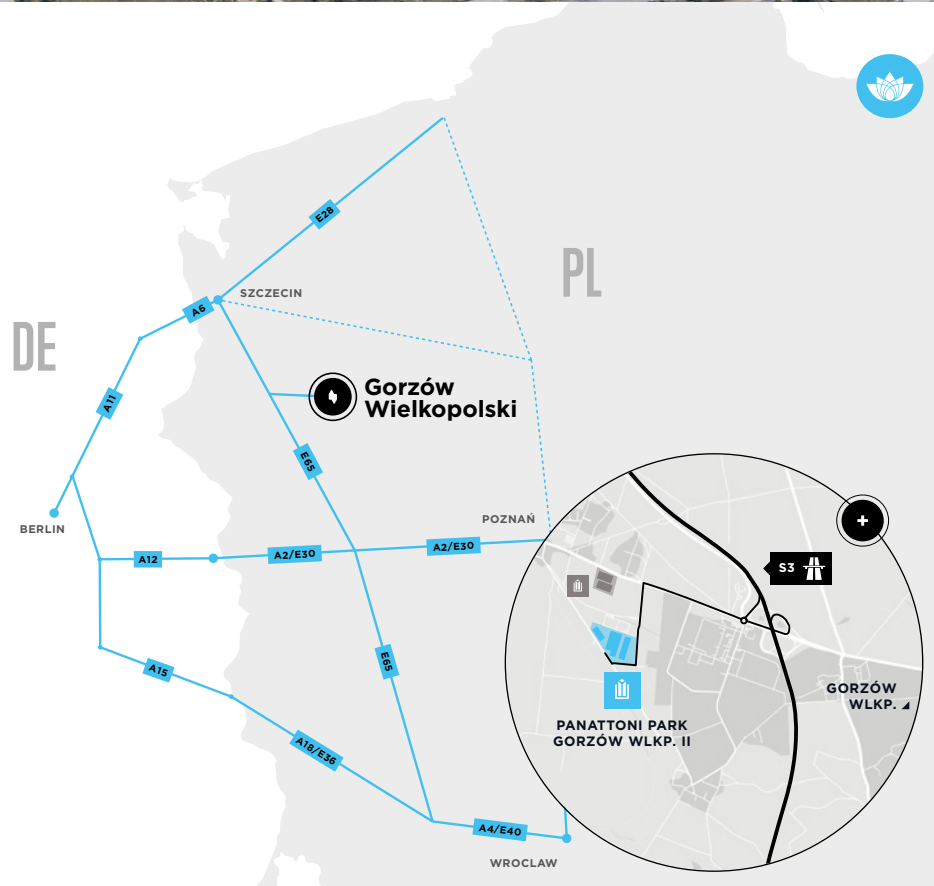 E28
PL
SZCZECIN
A6
DE
Gorzów
Wielkopolski
A11
E65
POZNAŃ
BERLIN
A12
A2/E30
A2/E30
+
S3
E65
A15
GORZÓW
WLKP.
PANATTONI PARK
GORZÓW WLKP. II
A18/E36
A4/E40
WROCLAW